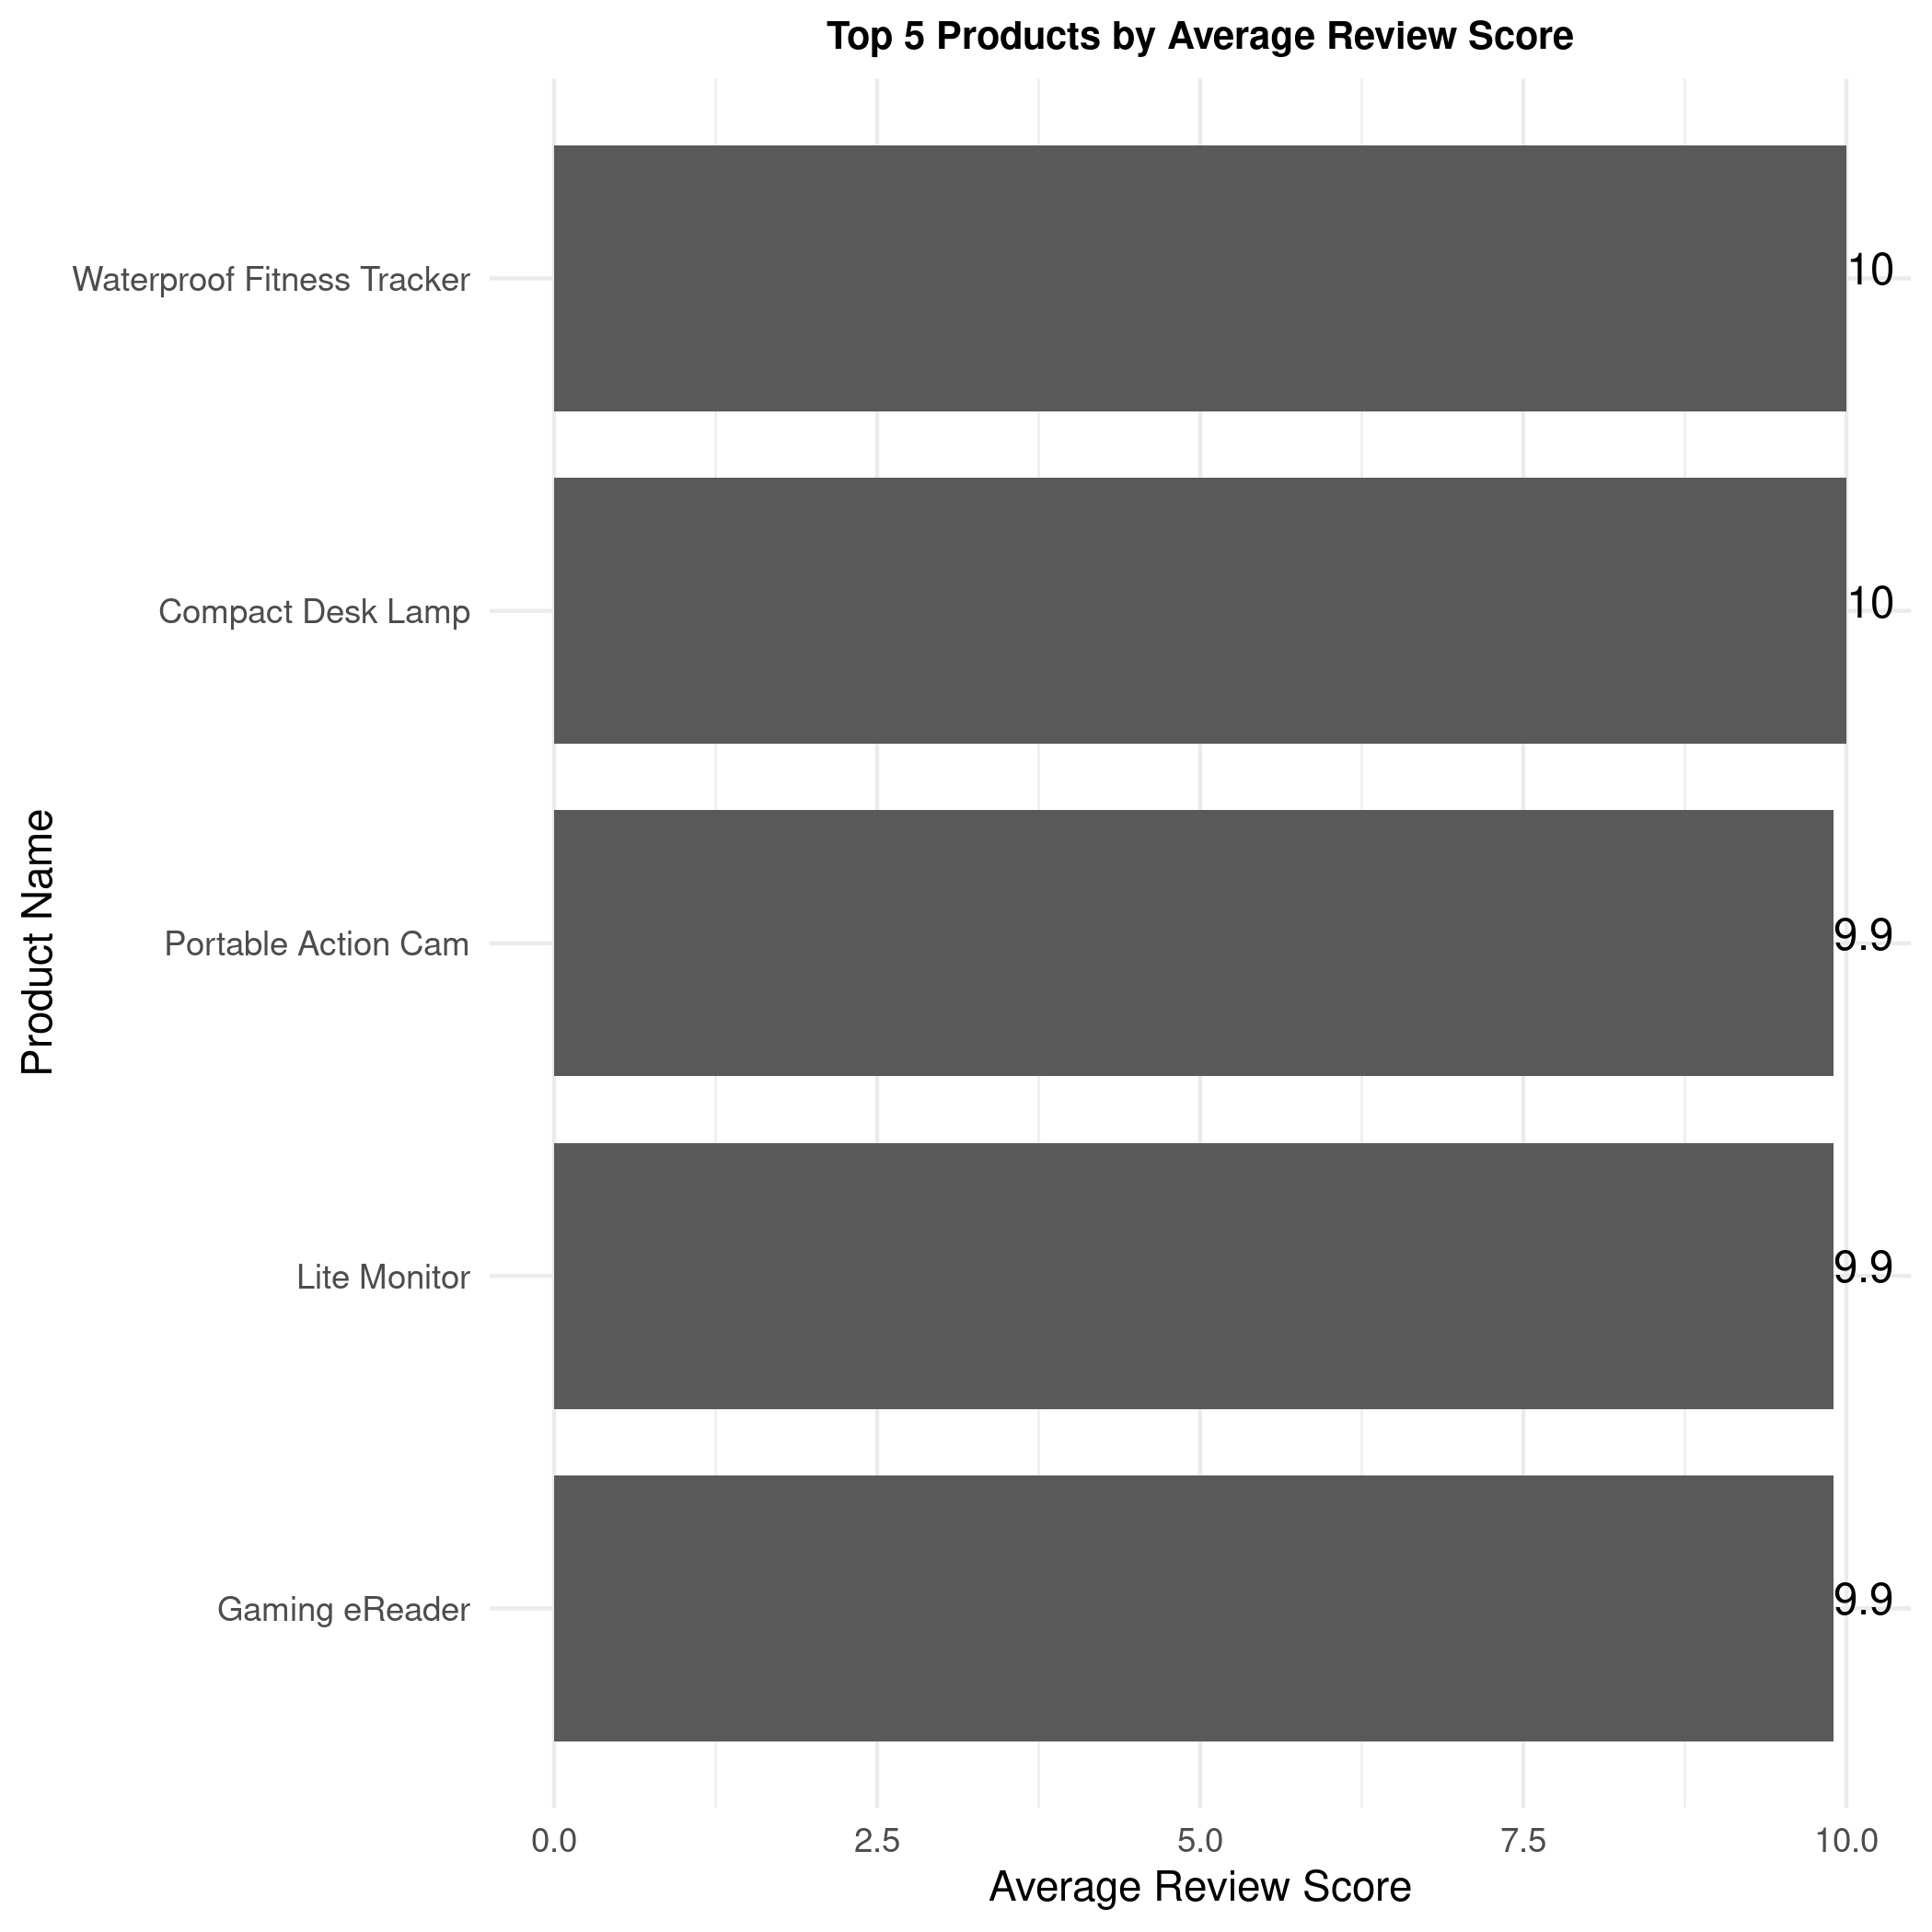 Top 5 Products by Average Review Score
Product Name
Waterproof Fitness Tracker
10
Compact Desk Lamp
10
Portable Action Cam
9.9
Lite Monitor
9.9
Gaming eReader
9.9
0.0 2.5 5.0 7.5 10.0
Average Review Score